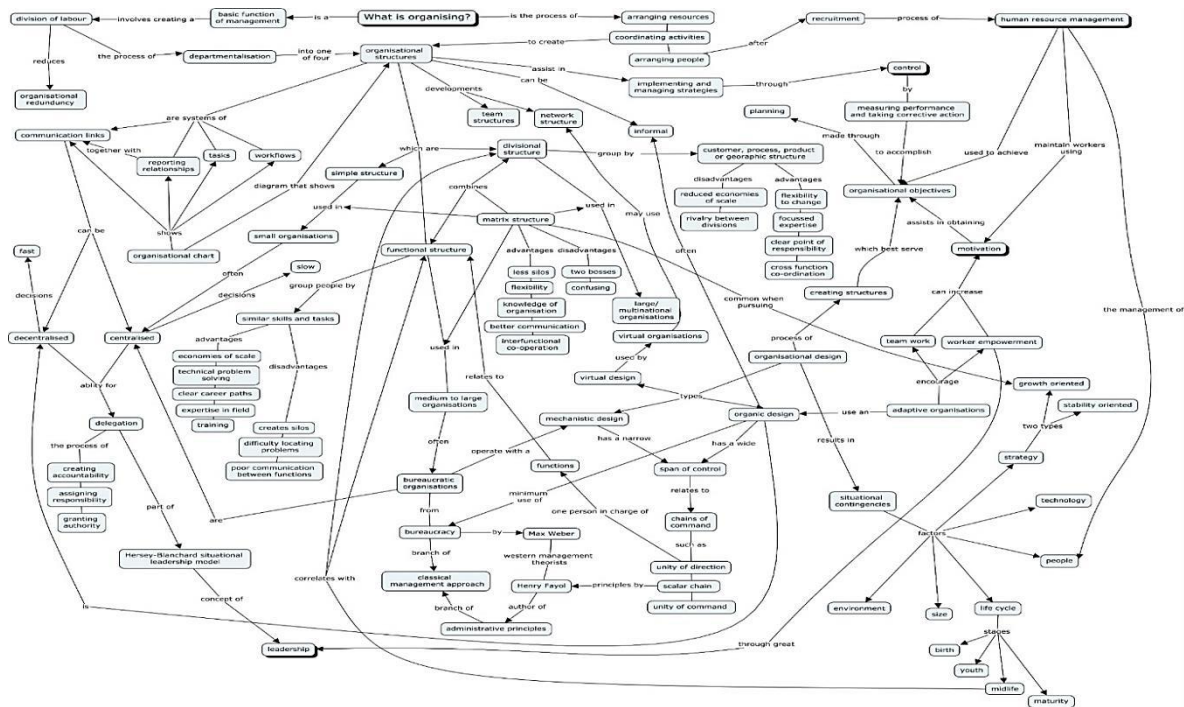 What is organising?
is a
basic function
of management
involves creating a
division of labour
reduces
organisational
redundancy
the process of
departmentalisation
into one
of four
organisational
structures
is the process of
arranging resources
coordinating activities
arranging people
to create
after
recruitment
process of
human resource management
assist in
implementing and
managing strategies
through
control
by
measuring performance
and taking corrective action
to accomplish
planning
made through
organisational objectives
used to achieve
maintain workers
using
the management of
can be
informal
developments
team
structures
network
structure
are systems of
communication links
together with
reporting
relationships
tasks
workflows
shows
organisational chart
diagram that shows
which are
simple structure
divisional
structure
group by
customer, process, product
or georaphic structure
disadvantages
reduced economies
of scale
rivalry between
divisions
advantages
flexibility
to change
focussed
expertise
clear point of
responsibility
cross function
co-ordination
which best serve
assists in obtaining
motivation
combines
used in
matrix structure
used in
may use
often
small organisations
functional structure
advantages
less silos
flexibility
knowledge of
organisation
better communication
interfunctional
co-operation
disadvantages
two bosses
confusing
large/
multinational
organisations
virtual organisations
used by
virtual design
creating structures
process of
organisational design
common when
pursuing
can increase
team work
worker empowerment
encourage
adaptive organisations
use an
growth oriented
stability oriented
two types
strategy
can be
fast
decisions
decentralised
often
slow
decisions
centralised
group people by
similar skills and tasks
advantages
economies of scale
technical problem
solving
clear career paths
expertise in field
training
disadvantages
creates silos
difficulty locating
problems
poor communication
between functions
ablity for
delegation
the process of
creating
accountability
assigning
responsibility
granting
authority
part of
Hersey-Blanchard situational
leadership model
concept of
leadership
used in
medium to large
organisations
often
bureaucratic
organisations
operate with a
are
from
bureaucracy
by
Max Weber
branch of
classical
management approach
western management
theorists
Henry Fayol
principles by
author of
branch of
administrative principles
relates to
functions
types
mechanistic design
organic design
has a narrow
has a wide
span of control
minimum
use of
relates to
chains of
command
such as
one person in charge of
unity of direction
scalar chain
unity of command
correlates with
is
results in
situational
contingencies
factors
technology
people
environment
size
life cycle
stages
birth
youth
midlife
maturity
through great